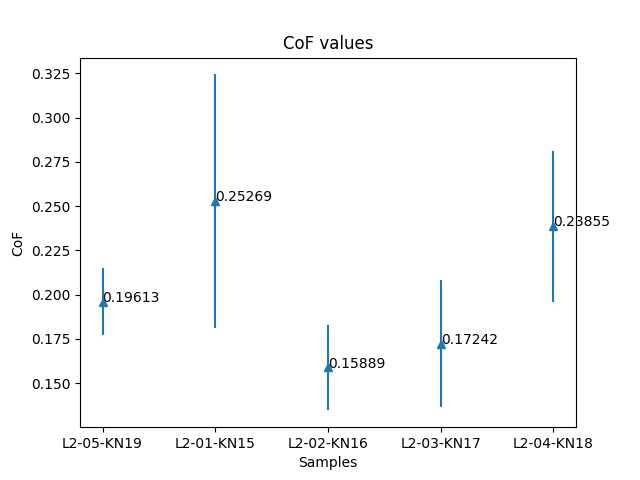 CoF values
0.325
0.300
0.275
0.250
0.225
0.200
0.175
0.150
CoF
0.19613
0.25269
0.15889
0.17242
0.23855
L2-05-KN19
L2-01-KN15
L2-02-KN16
L2-03-KN17
L2-04-KN18
Samples